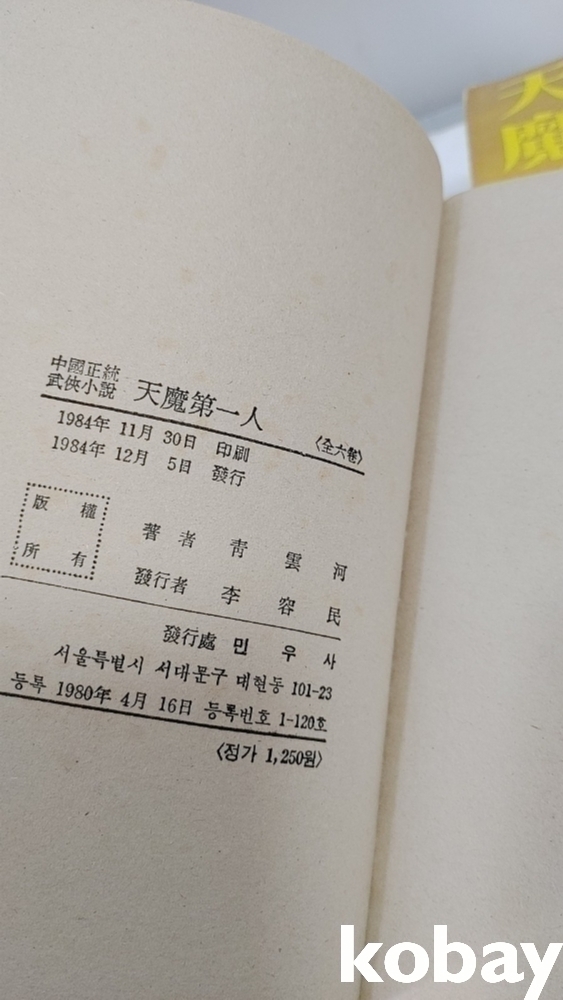 天魔
中國正統
武俠小說 天魔第一人 〈全六卷〉
1984年 11月 30日 印刷
1984年 12月 5日 發行
版權
所有
著者 靑雲河
發行者 李容民
發行處 민우사
서울특별시 서대문구 대현동 101-23
등록 1980年 4月 16日 등록번호 1-120호
〈정가 1,250원〉
kobay